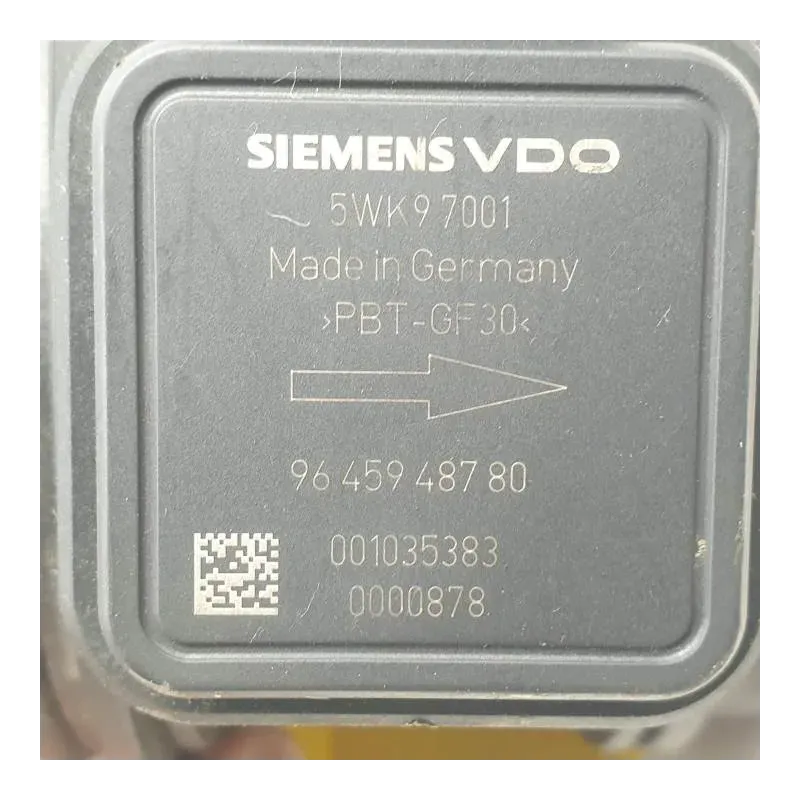 SIEMENS VDO
5WK9 7001
Made in Germany
>PBT-GF30<
96 459 487 80
001035383
0000878